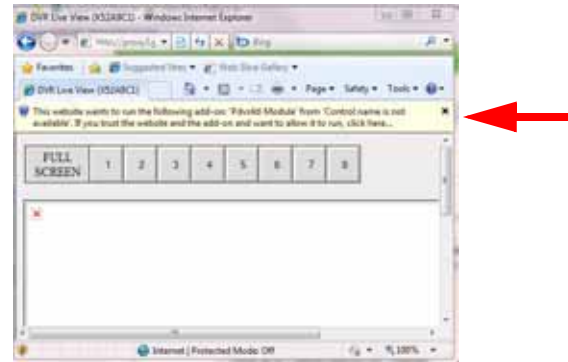 DVR Live View (X52ABC1) - Windows Internet Explorer
Bing
Favorites Suggested Sites Web Slice Gallery
DVR Live View (X52ABC1) Page Safety Tools
This website wants to run the following add-on: 'Module' from 'Control name is not
available'. If you trust the website and the add-on and want to allow it to run, click here...
FULL
SCREEN 1 2 3 4 5 6 7 8
Internet | Protected Mode: Off 100%